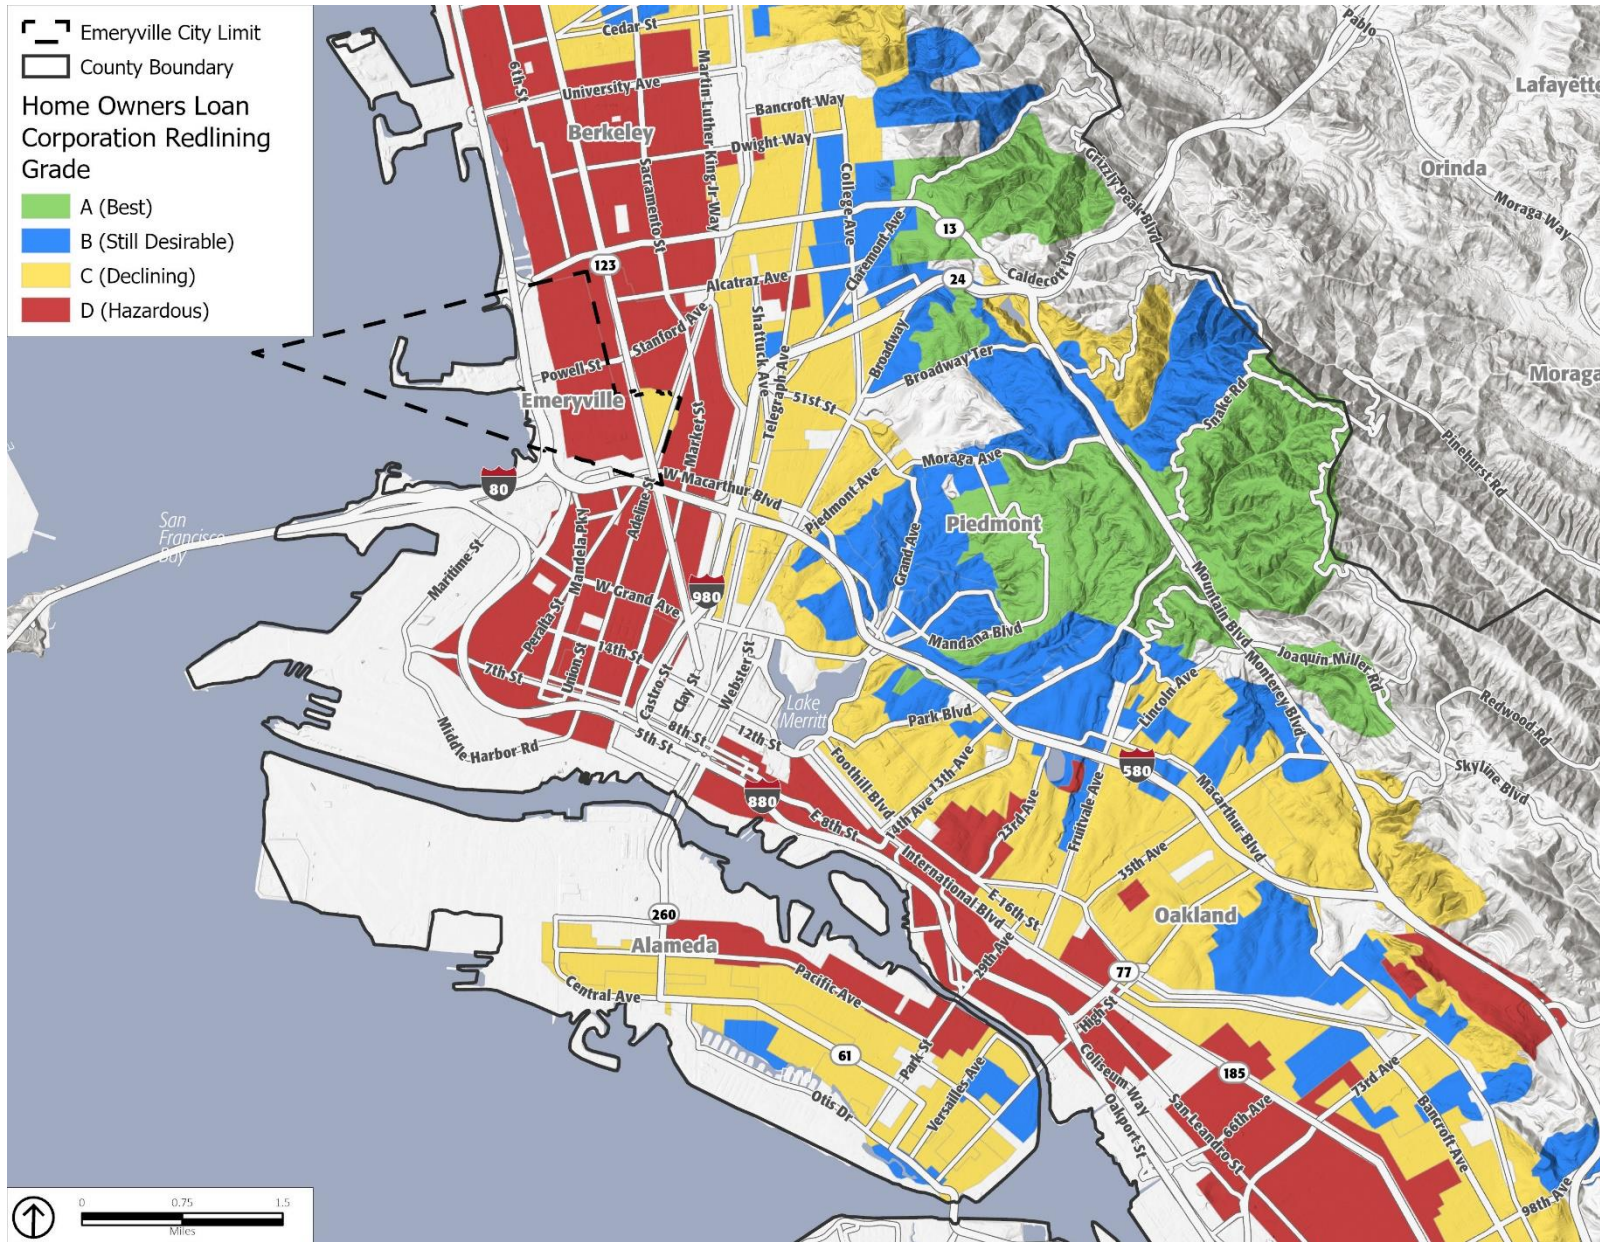 Emeryville City Limit
County Boundary
Home Owners Loan
Corporation Redlining
Grade
A (Best)
B (Still Desirable)
C (Declining)
D (Hazardous)
Cedar St
6th St
University Ave
Martin Luther King Jr Way
Bancroft Way
Berkeley
Dwight Way
Sacramento St
College Ave
Claremont Ave
Grizzly Peak Blvd
Pablo
Lafayette
Orinda
Moraga Way
13
Caldecott Ln
24
123
Alcatraz Ave
Stanford Ave
Shattuck Ave
Telegraph Ave
Broadway
Broadway Ter
Powell St
Emeryville
Market St
51st St
Snake Rd
Moraga
Pinehurst Rd
Moraga Ave
80
W Macarthur Blvd
Piedmont Ave
Piedmont
San
Francisco
Bay
Adeline St
Mandela Pky
Maritime St
Grand Ave
980
W Grand Ave
Peralta St
Mountain Blvd
Mandana Blvd
14th St
Union St
7th St
Castro St
Clay St
Webster St
Lake
Merritt
Joaquin Miller Rd
Monterey Blvd
Redwood Rd
Lincoln Ave
Park Blvd
8th St
5th St
12th St
Middle Harbor Rd
Foothill Blvd
13th Ave
14th Ave
580
880
Skyline Blvd
Macarthur Blvd
E 8th St
23rd Ave
Fruitvale Ave
35th Ave
International Blvd
E 16th St
Oakland
260
Alameda
29th Ave
77
Pacific Ave
Central Ave
High St
61
Park St
Versailles Ave
Otis Dr
Coliseum Way
Oakport St
185
73rd Ave
66th Ave
San Leandro St
Bancroft Ave
98th Ave
0 0.75 1.5
Miles